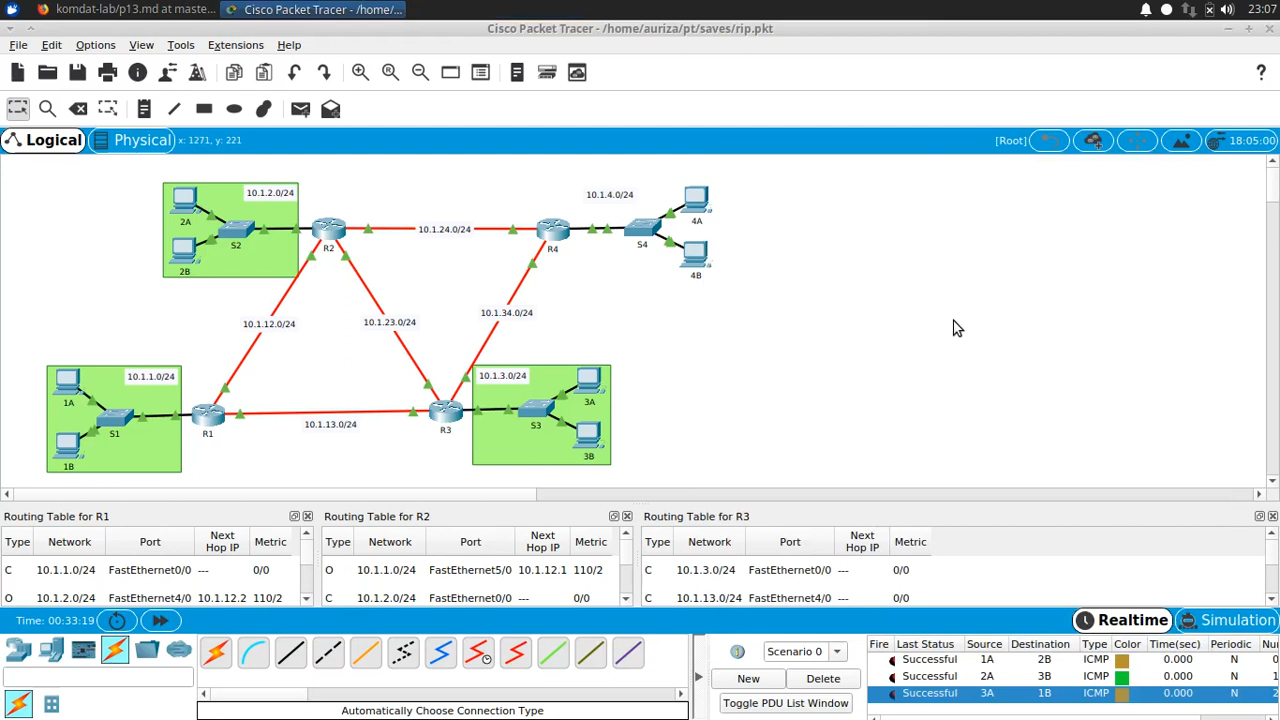 komdat-lab/p13.md at maste...
Cisco Packet Tracer - /home/...
23:07
Cisco Packet Tracer - /home/auriza/pt/saves/rip.pkt
File Edit Options View Tools Extensions Help
?
Logical Physical x: 1271, y: 221 [Root] 18:05:00
10.1.2.0/24
2A
S2
2B
R2
10.1.24.0/24
10.1.4.0/24
R4
S4
4A
4B
10.1.12.0/24
10.1.23.0/24
10.1.34.0/24
10.1.1.0/24
1A
S1
1B
R1
10.1.13.0/24
R3
10.1.3.0/24
3A
S3
3B
Routing Table for R1
Type Network Port Next Hop IP Metric
C 10.1.1.0/24 FastEthernet0/0 --- 0/0
O 10.1.2.0/24 FastEthernet4/0 10.1.12.2 110/2
Routing Table for R2
Type Network Port Next Hop IP Metric
O 10.1.1.0/24 FastEthernet5/0 10.1.12.1 110/2
C 10.1.2.0/24 FastEthernet0/0 --- 0/0
Routing Table for R3
Type Network Port Next Hop IP Metric
C 10.1.3.0/24 FastEthernet0/0 --- 0/0
C 10.1.13.0/24 FastEthernet4/0 --- 0/0
Time: 00:33:19 Realtime Simulation
Automatically Choose Connection Type
Scenario 0
New Delete
Toggle PDU List Window
Fire Last Status Source Destination Type Color Time(sec) Periodic Nu
Successful 1A 2B ICMP 0.000 N 0
Successful 2A 3B ICMP 0.000 N 1
Successful 3A 1B ICMP 0.000 N 2